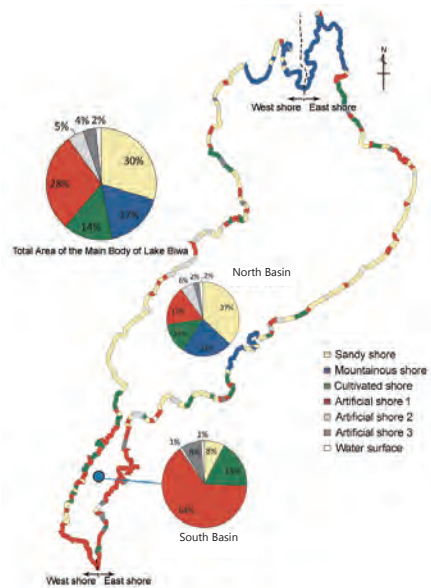 N
West shore
East shore
4%
2%
5%
30%
28%
17%
14%
Total Area of the Main Body of Lake Biwa
North Basin
6%
2%
2%
37%
Sandy shore
Mountainous shore
Cultivated shore
Artificial shore 1
Artificial shore 2
Artificial shore 3
Water surface
1%
2%
8%
8%
South Basin
West shore
East shore